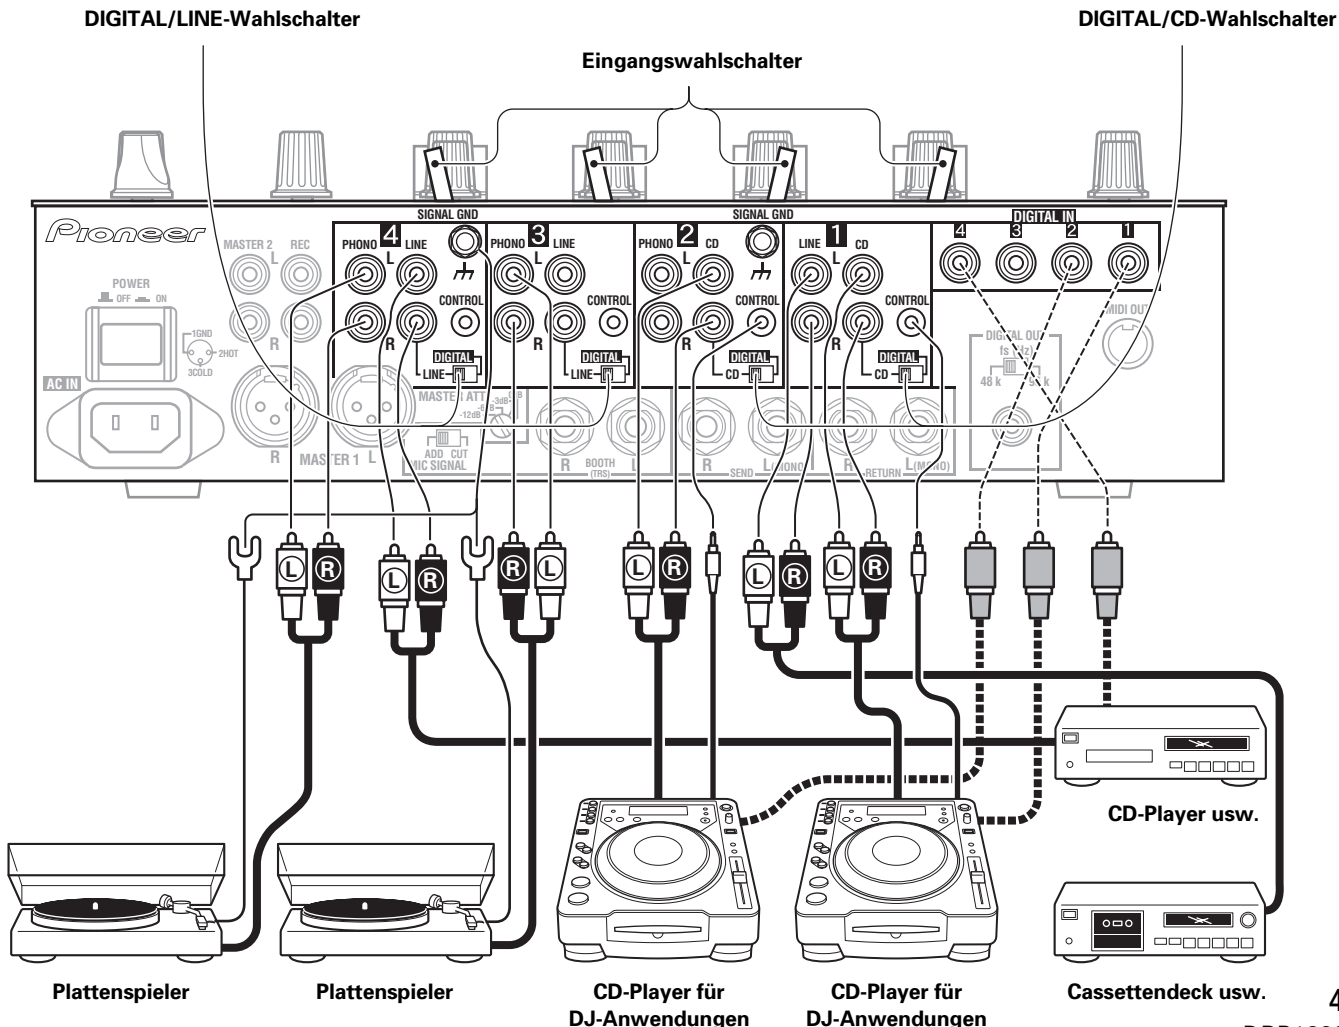 DIGITAL/LINE-Wahlschalter
DIGITAL/CD-Wahlschalter
Eingangswahlschalter
Pioneer
MASTER 2 REC
L
R
POWER
OFF ON
1GND
2HOT
3COLD
AC IN
R MASTER 1 L
SIGNAL GND
PHONO 4 LINE
L
R
CONTROL
DIGITAL
LINE
PHONO 3 LINE
L
R
CONTROL
DIGITAL
LINE
SIGNAL GND
PHONO 2 CD
L
R
CONTROL
DIGITAL
CD
LINE 1 CD
L
R
CONTROL
DIGITAL
CD
DIGITAL IN
4 3 2 1
MIDI OUT
DIGITAL OUT
48 k
MASTER ATT
-3dB
-12dB
ADD CUT
MIC SIGNAL
R BOOTH L
(TRS)
R SEND L(MONO)
R RETURN L(MONO)
L R
L R
R L
L R
L R
L R
CD-Player usw.
Plattenspieler
Plattenspieler
CD-Player für
DJ-Anwendungen
CD-Player für
DJ-Anwendungen
Cassettendeck usw.